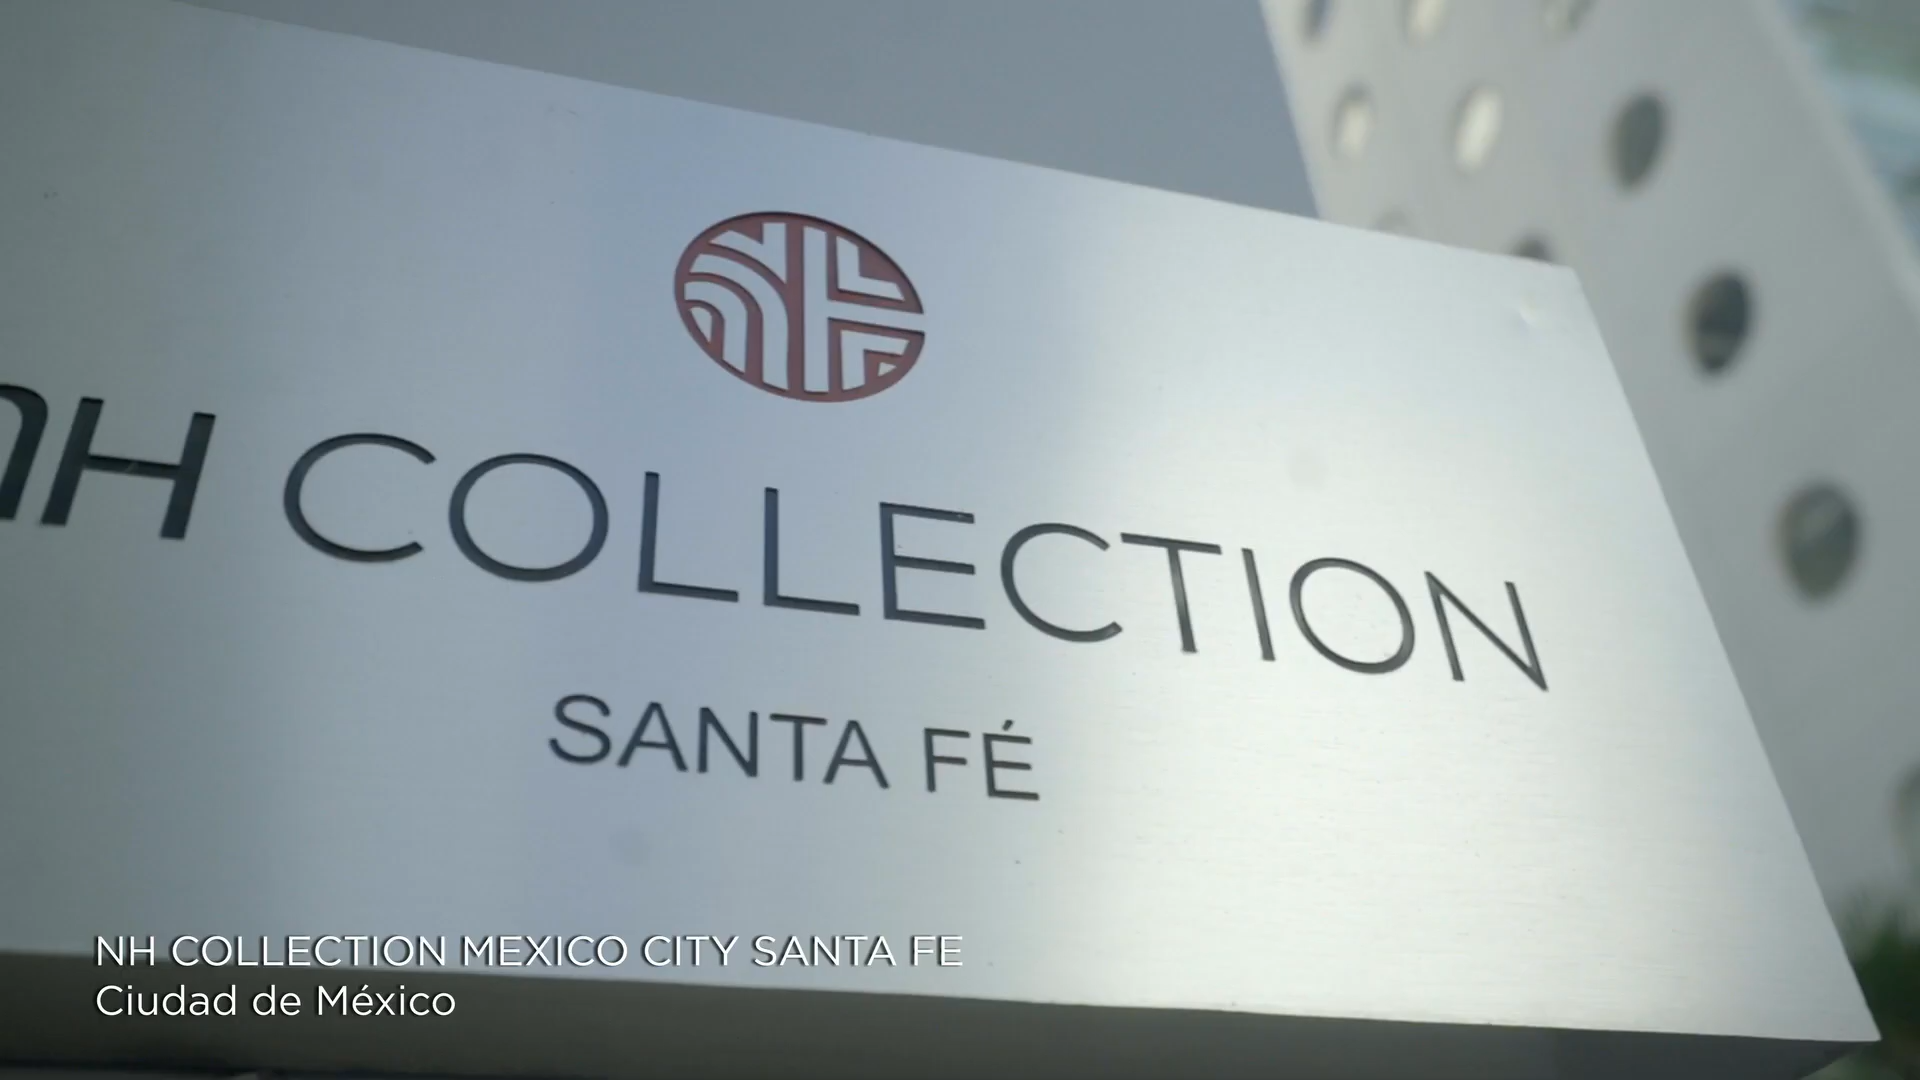 nH COLLECTION
SANTA FÉ
NH COLLECTION MEXICO CITY SANTA FE
Ciudad de México